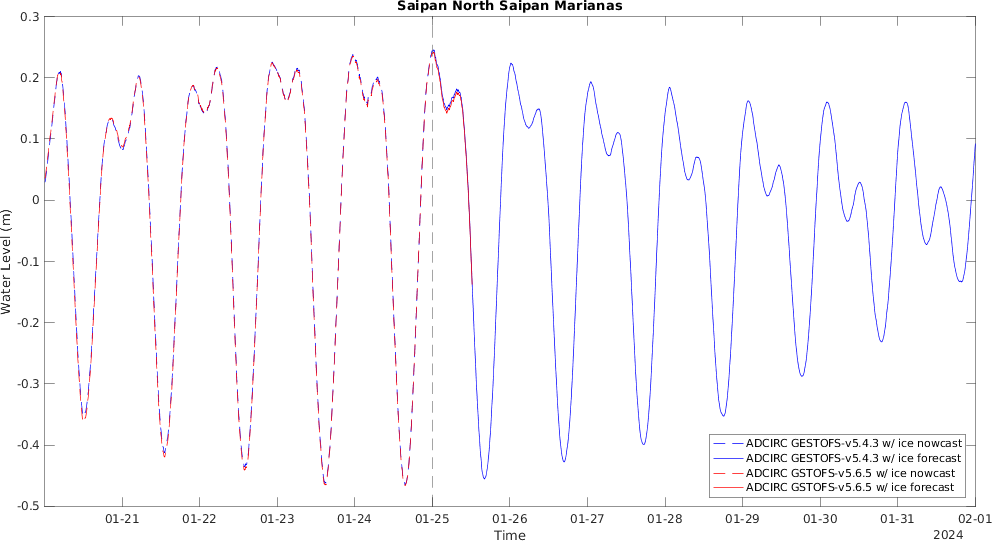 Saipan North Saipan Marianas
Water Level (m)
0.3
0.2
0.1
0
-0.1
-0.2
-0.3
-0.4
-0.5
ADCIRC GESTOFS-v5.4.3 w/ ice nowcast
ADCIRC GESTOFS-v5.4.3 w/ ice forecast
ADCIRC GSTOFS-v5.6.5 w/ ice nowcast
ADCIRC GSTOFS-v5.6.5 w/ ice forecast
01-21 01-22 01-23 01-24 01-25 01-26 01-27 01-28 01-29 01-30 01-31 02-01
Time
2024